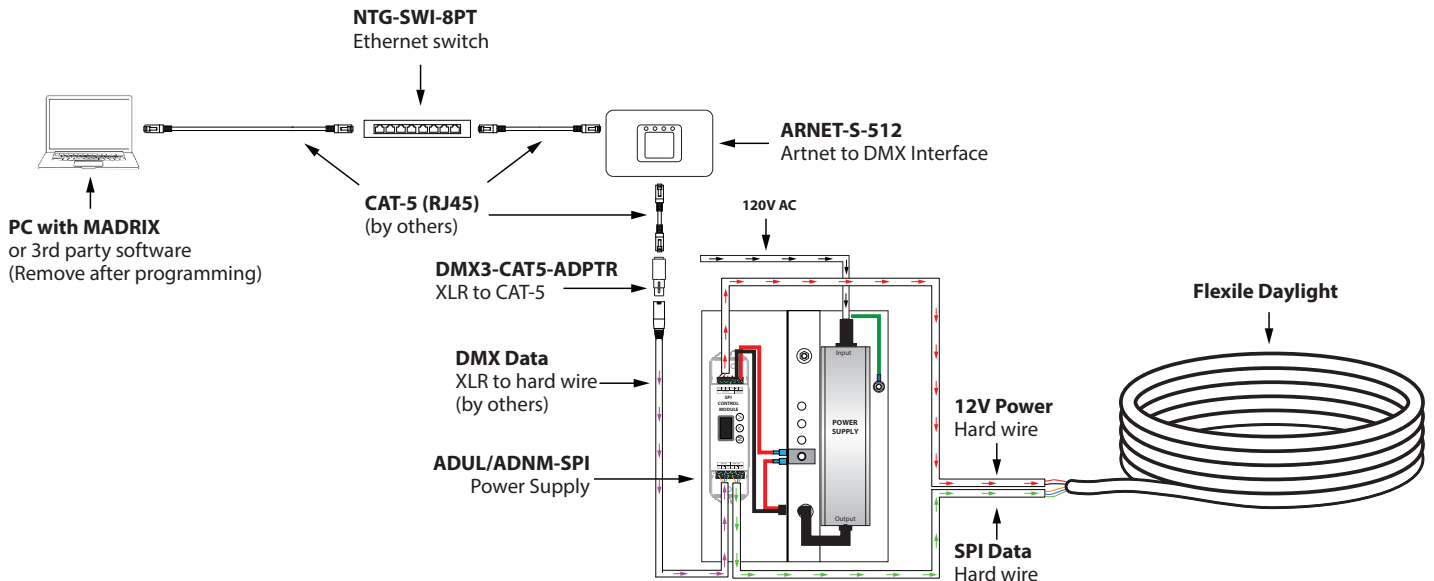 NTG-SWI-8PT
Ethernet switch
ARNET-S-512
Artnet to DMX Interface
PC with MADRIX
or 3rd party software
(Remove after programming)
CAT-5 (RJ45)
(by others)
120V AC
DMX3-CAT5-ADPTR
XLR to CAT-5
Flexile Daylight
DMX Data
XLR to hard wire
(by others)
Input
SPI
CONTROL
MODULE
POWER
SUPPLY
12V Power
Hard wire
ADUL/ADNM-SPI
Power Supply
Output
SPI Data
Hard wire